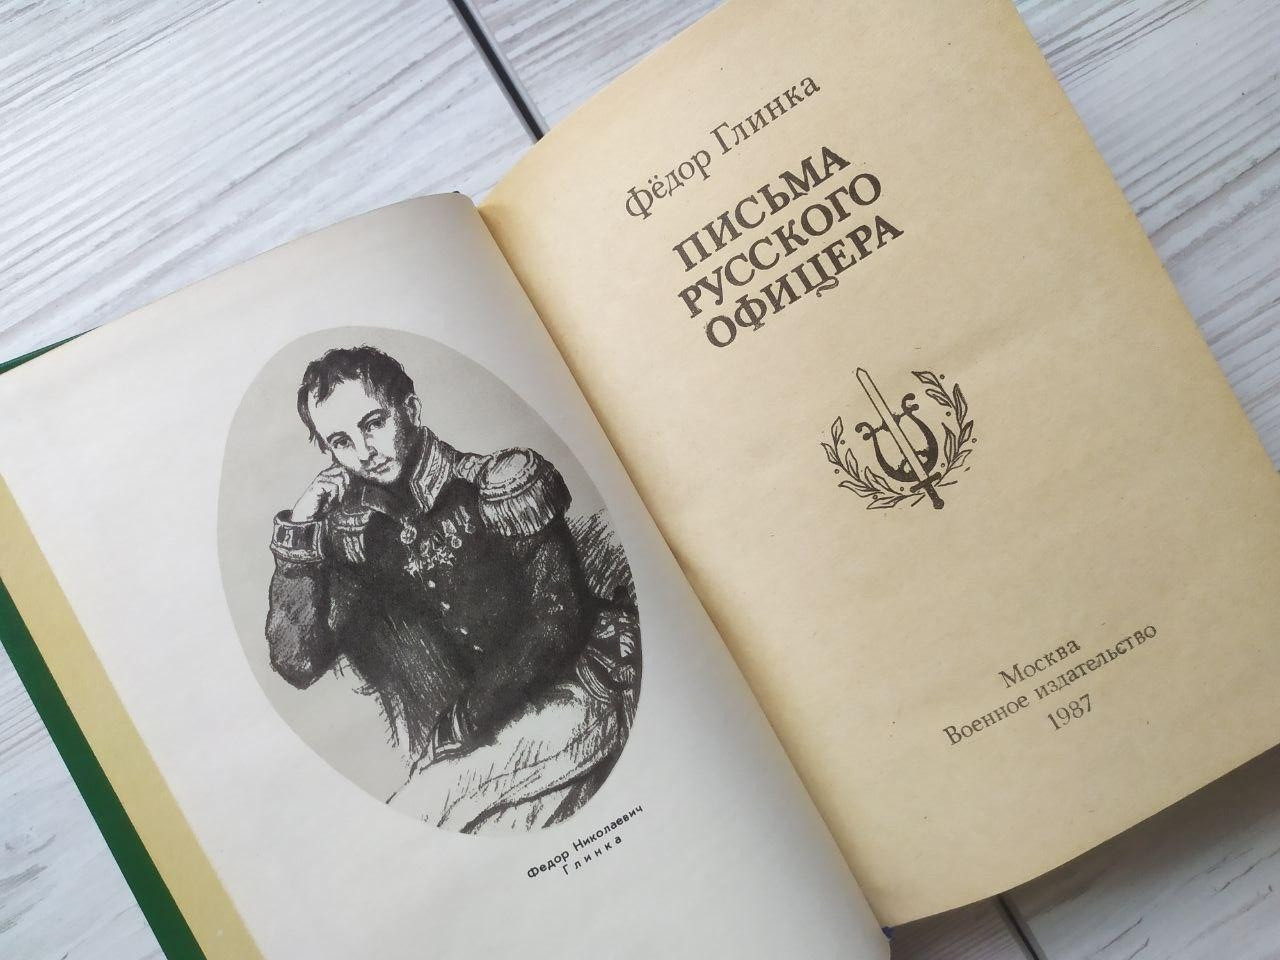 Федор Николаевич
Глинка
Фёдор Глинка
ПИСЬМА
РУССКОГО
ОФИЦЕРА
Москва
Военное издательство
1987